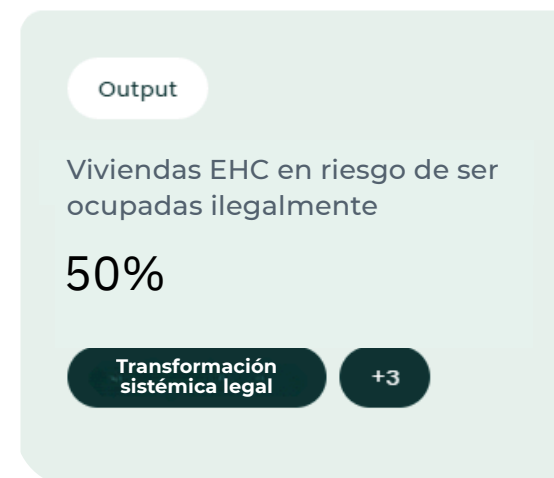 Output
Viviendas EHC en riesgo de ser
ocupadas ilegalmente
50%
Transformación
sistémica legal
+3